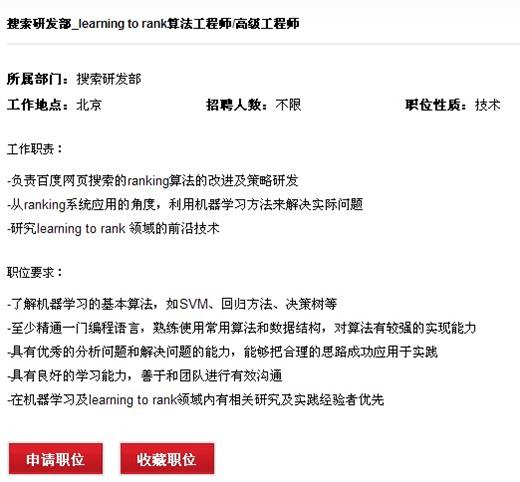 搜索研发部_learning to rank算法工程师/高级工程师
所属部门：搜索研发部
工作地点：北京 招聘人数：不限 职位性质：技术
工作职责：
-负责百度网页搜索的ranking算法的改进及策略研发
-从ranking系统应用的角度，利用机器学习方法来解决实际问题
-研究learning to rank 领域的前沿技术
职位要求：
-了解机器学习的基本算法，如SVM、回归方法、决策树等
-至少精通一门编程语言，熟练使用常用算法和数据结构，对算法有较强的实现能力
-具有优秀的分析问题和解决问题的能力，能够把合理的思路成功应用于实践
-具有良好的学习能力，善于和团队进行有效沟通
-在机器学习及learning to rank领域内有相关研究及实践经验者优先
申请职位 收藏职位